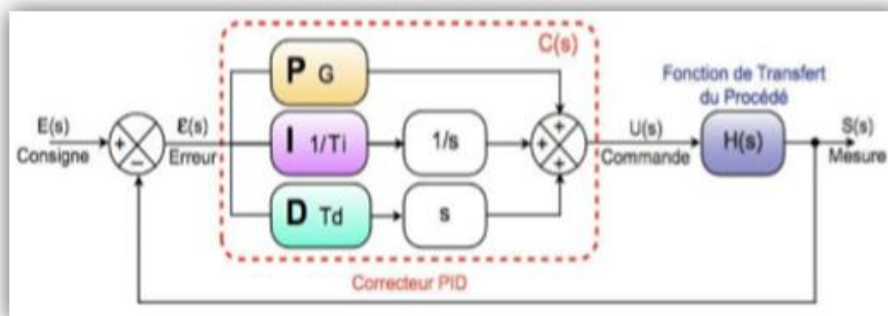 C(s)
P G
Fonction de Transfert
du Procédé
E(s)
Consigne
+
−
Ɛ(s)
Erreur
I 1/Ti
1/s
+
+
+
U(s)
Commande
H(s)
S(s)
Mesure
D Td
s
Correcteur PID